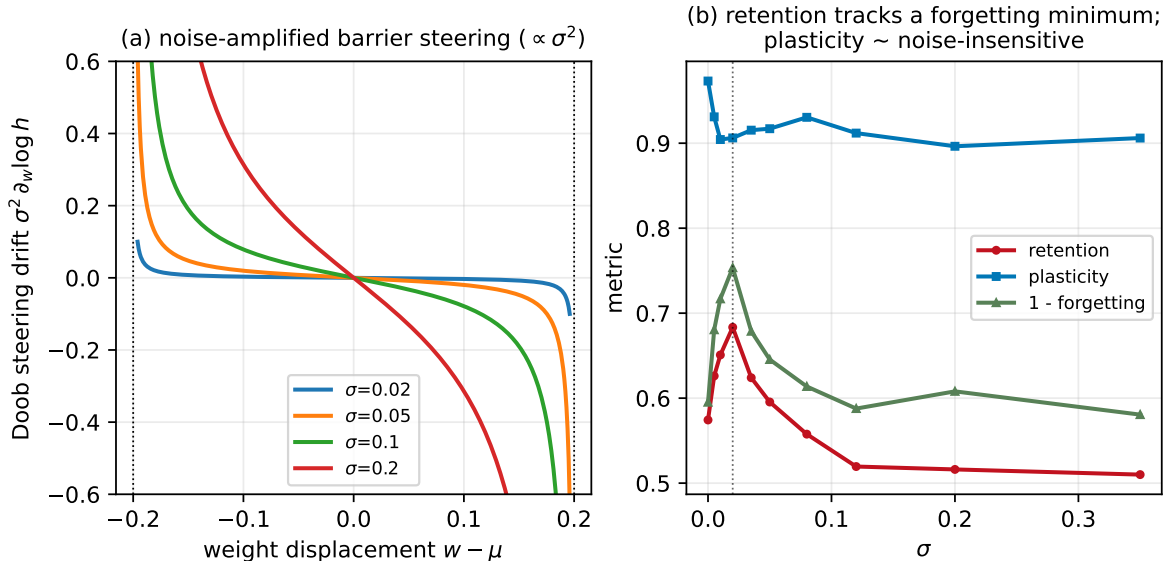 (a) noise-amplified barrier steering ( ∝ σ²)
Doob steering drift σ² ∂_w log h
0.6
0.4
0.2
0.0
−0.2
−0.4
−0.6
σ=0.02
σ=0.05
σ=0.1
σ=0.2
−0.2
−0.1
0.0
0.1
0.2
weight displacement w − μ
(b) retention tracks a forgetting minimum;
plasticity ~ noise-insensitive
metric
0.9
0.8
0.7
0.6
0.5
retention
plasticity
1 - forgetting
0.0
0.1
0.2
0.3
σ